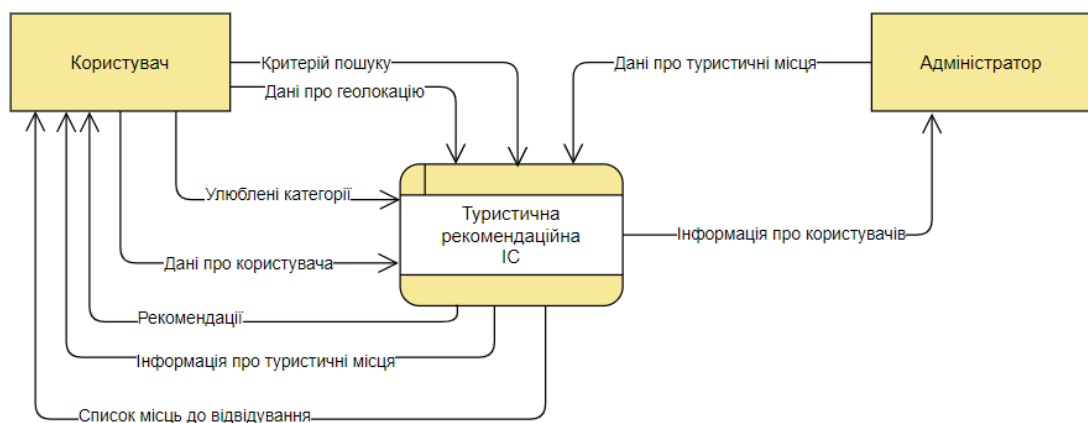 Користувач
Критерій пошуку
Дані про туристичні місця
Адміністратор
Дані про геолокацію
Улюблені категорії
Туристична
рекомендаційна
ІС
Інформація про користувачів
Дані про користувача
Рекомендації
Інформація про туристичні місця
Список місць до відвідування